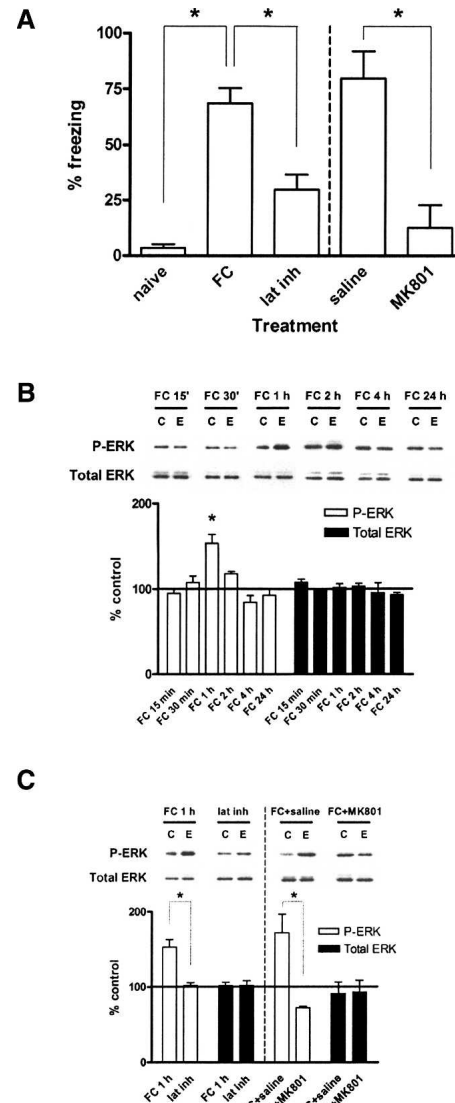 A
* * *
75
50
25
0
% freezing
naive FC lat inh saline MK801
Treatment
B
FC 15' FC 30' FC 1 h FC 2 h FC 4 h FC 24 h
C E C E C E C E C E C E
P-ERK
Total ERK
200
100
0
% control
*
P-ERK
Total ERK
FC 15 min FC 30 min FC 1 h FC 2 h FC 4 h FC 24 h FC 15 min FC 30 min FC 1 h FC 2 h FC 4 h FC 24 h
C
FC 1 h lat inh FC+saline FC+MK801
C E C E C E C E
P-ERK
Total ERK
200
100
0
% control
* *
P-ERK
Total ERK
FC 1 h lat inh FC 1 h lat inh C+saline +MK801 C+saline +MK801